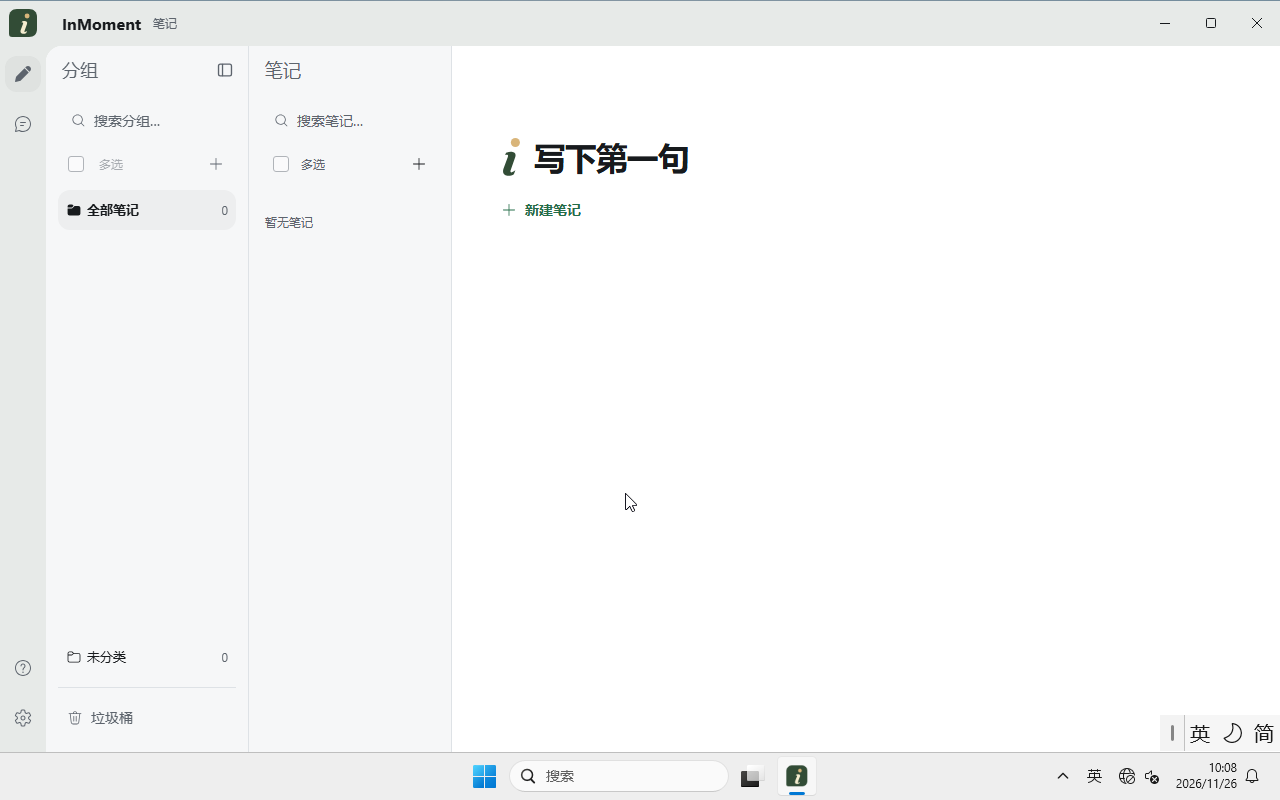 InMoment 笔记
分组
搜索分组...
多选
全部笔记 0
未分类 0
垃圾桶
笔记
搜索笔记...
多选
暂无笔记
写下第一句
新建笔记
英 简
搜索
英
10:08
2026/11/26